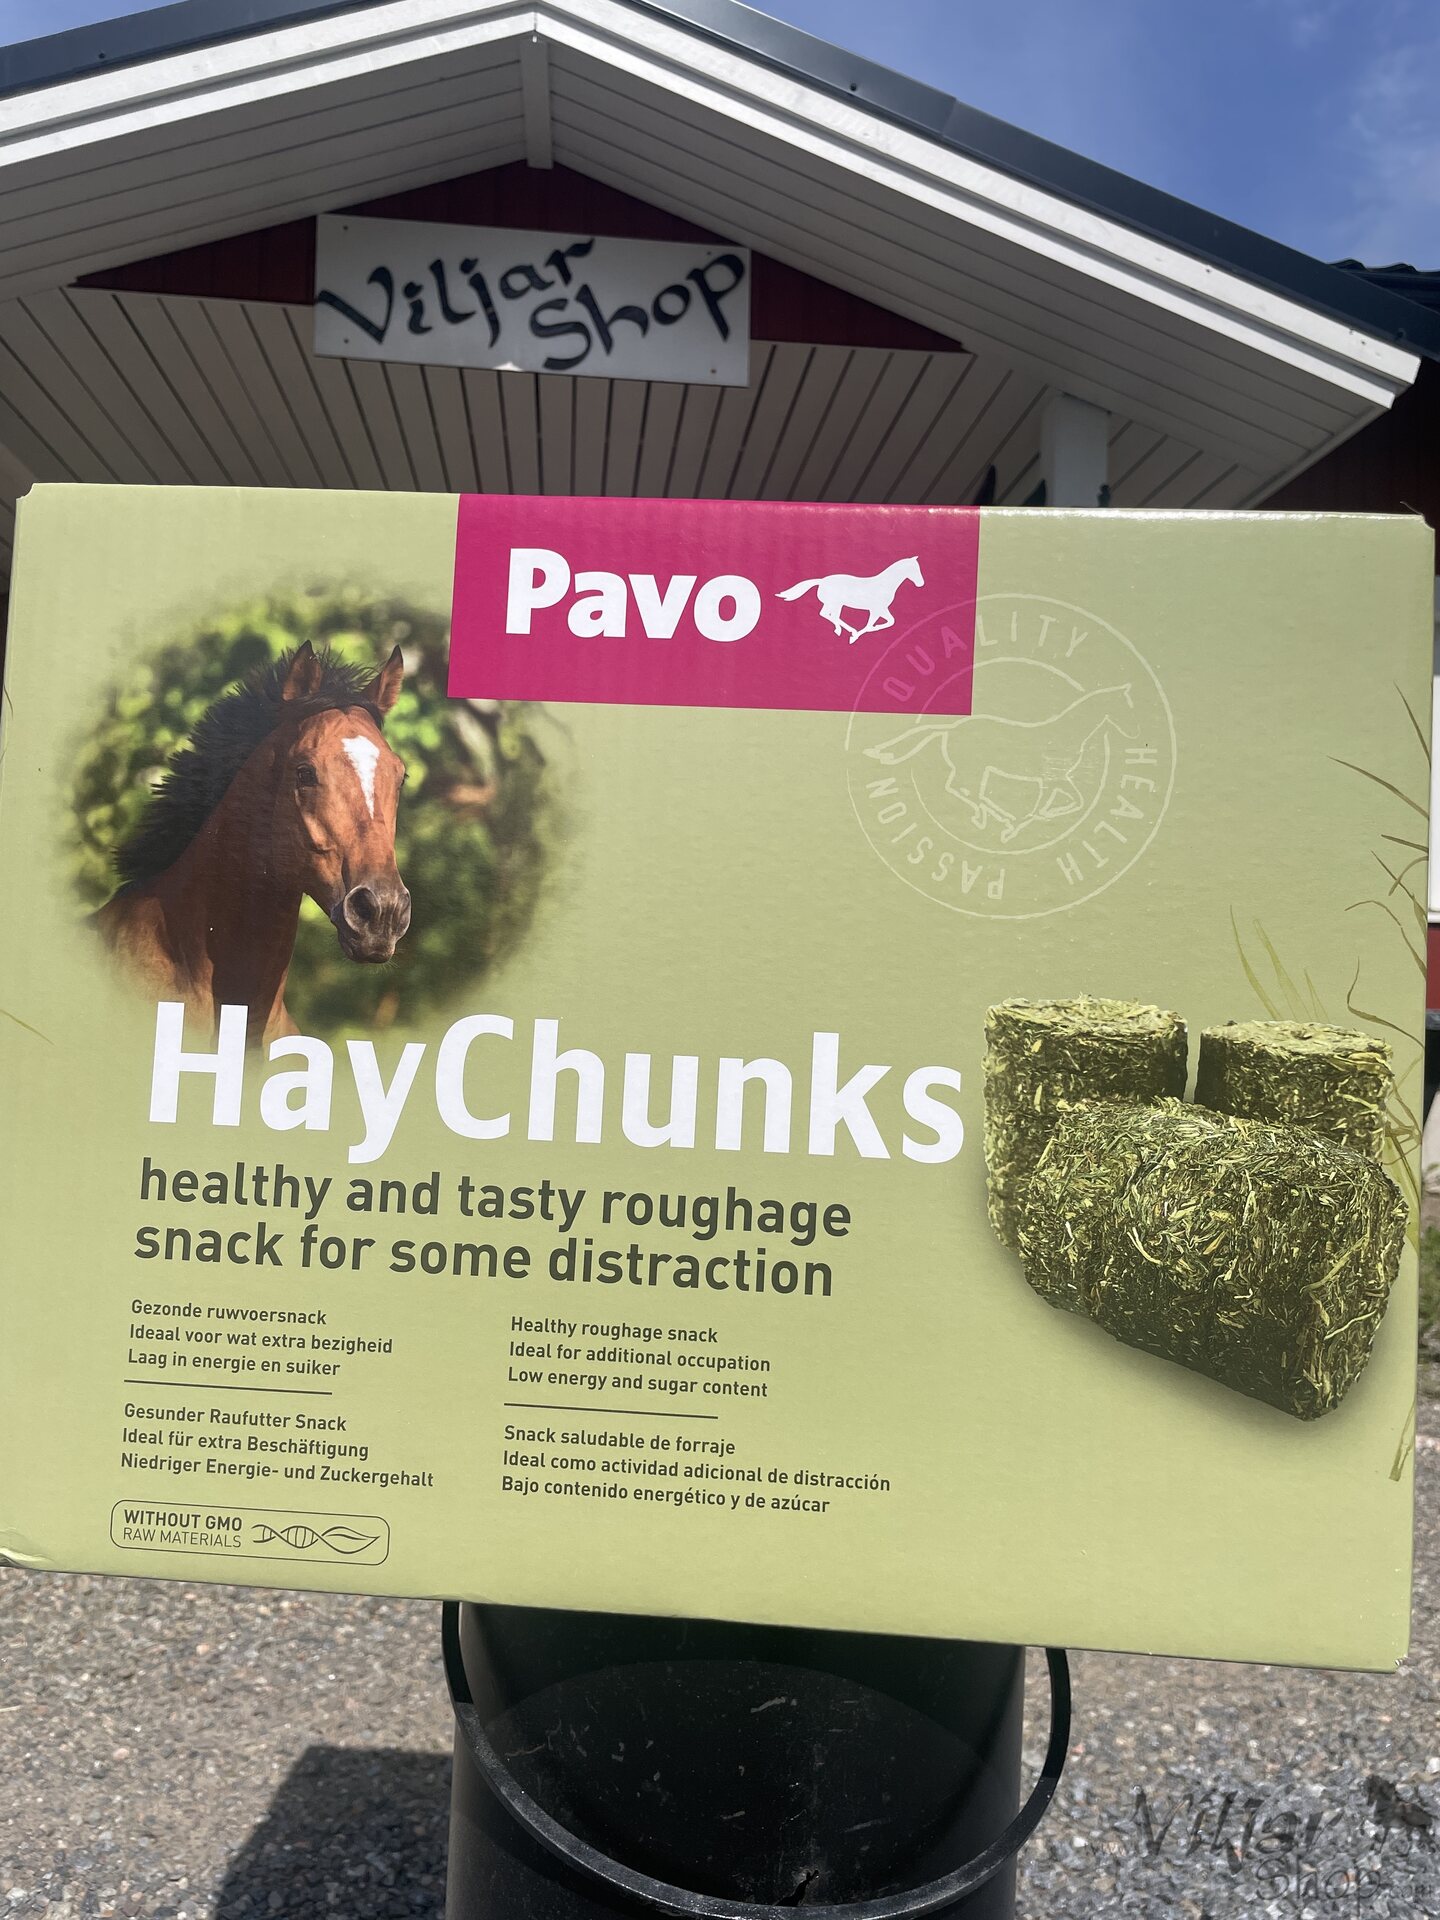 Viljar
Shop
Pavo
QUALITY HEALTH PASSION
HayChunks
healthy and tasty roughage
snack for some distraction
Gezonde ruwvoersnack
Ideaal voor wat extra bezigheid
Laag in energie en suiker
Gesunder Raufutter Snack
Ideal für extra Beschäftigung
Niedriger Energie- und Zuckergehalt
Healthy roughage snack
Ideal for additional occupation
Low energy and sugar content
Snack saludable de forraje
Ideal como actividad adicional de distracción
Bajo contenido energético y de azúcar
WITHOUT GMO
RAW MATERIALS
Viljar
Shop.com